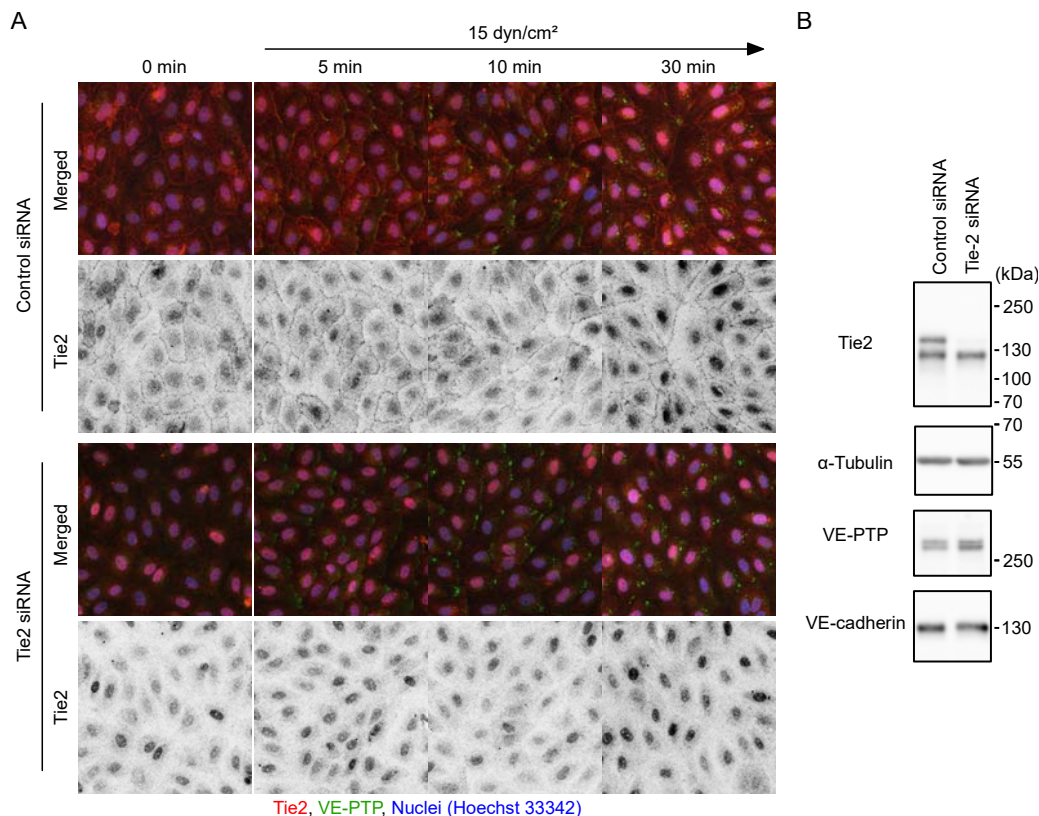 A
15 dyn/cm²
0 min
5 min
10 min
30 min
Control siRNA
Merged
Tie2
Tie2 siRNA
Merged
Tie2
Tie2, VE-PTP, Nuclei (Hoechst 33342)
B
Control siRNA
Tie-2 siRNA
(kDa)
Tie2
-250
-130
-100
-70
-70
α-Tubulin
-55
VE-PTP
-250
VE-cadherin
-130